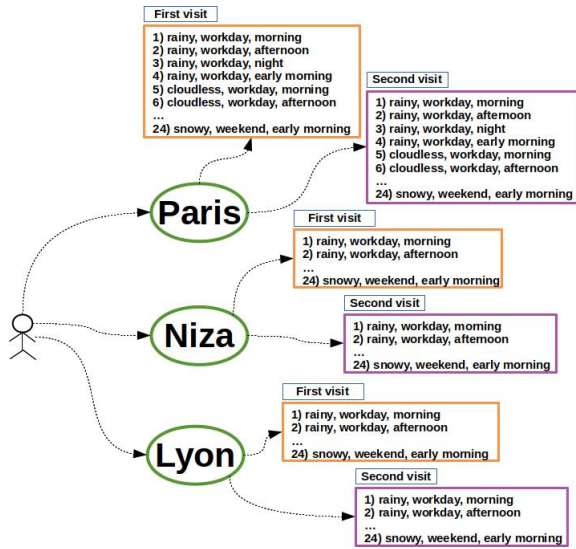 First visit
1) rainy, workday, morning
2) rainy, workday, afternoon
3) rainy, workday, night
4) rainy, workday, early morning
5) cloudless, workday, morning
6) cloudless, workday, afternoon
...
24) snowy, weekend, early morning
Second visit
1) rainy, workday, morning
2) rainy, workday, afternoon
3) rainy, workday, night
4) rainy, workday, early morning
5) cloudless, workday, morning
6) cloudless, workday, afternoon
...
24) snowy, weekend, early morning
Paris
First visit
1) rainy, workday, morning
2) rainy, workday, afternoon
...
24) snowy, weekend, early morning
Niza
Second visit
1) rainy, workday, morning
2) rainy, workday, afternoon
...
24) snowy, weekend, early morning
First visit
1) rainy, workday, morning
2) rainy, workday, afternoon
...
24) snowy, weekend, early morning
Lyon
Second visit
1) rainy, workday, morning
2) rainy, workday, afternoon
...
24) snowy, weekend, early morning